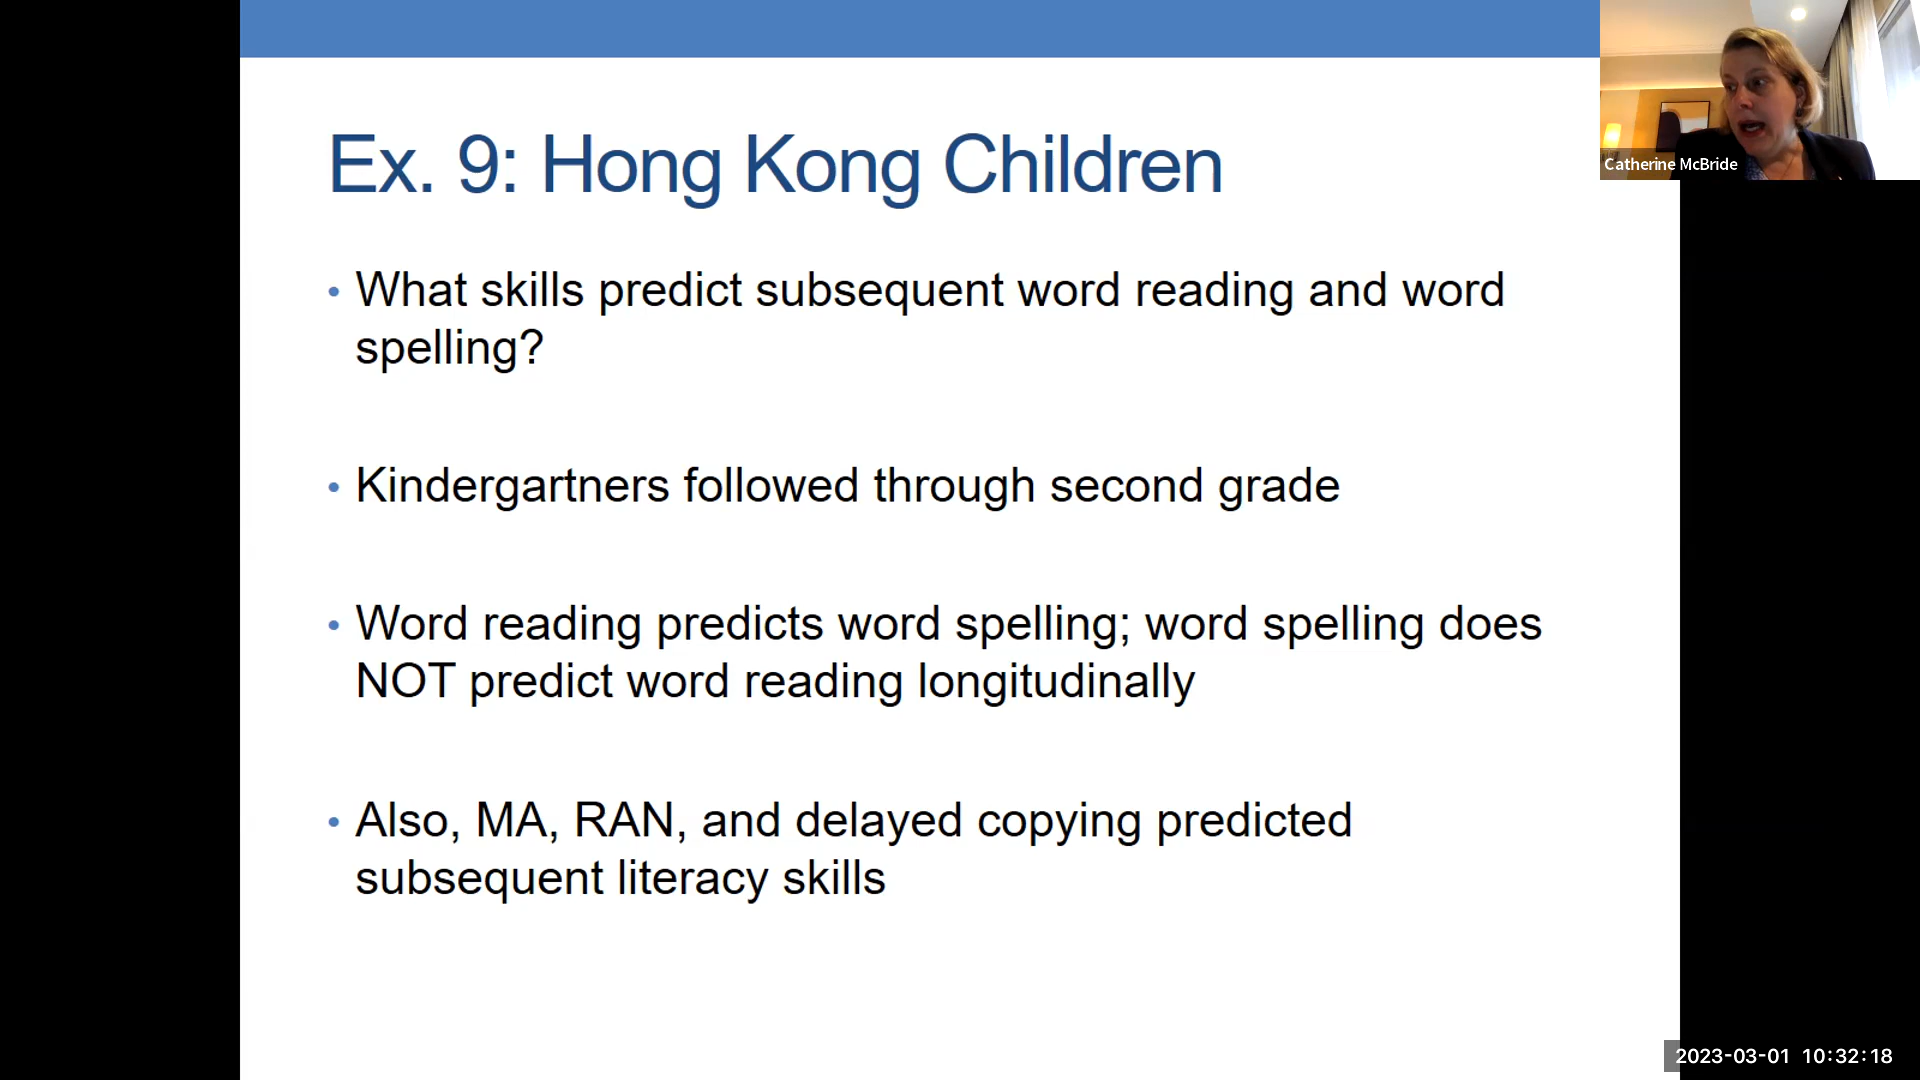 Ex. 9: Hong Kong Children
• What skills predict subsequent word reading and word
spelling?
• Kindergartners followed through second grade
• Word reading predicts word spelling; word spelling does
NOT predict word reading longitudinally
• Also, MA, RAN, and delayed copying predicted
subsequent literacy skills
Catherine McBride
2023-03-01 10:32:18